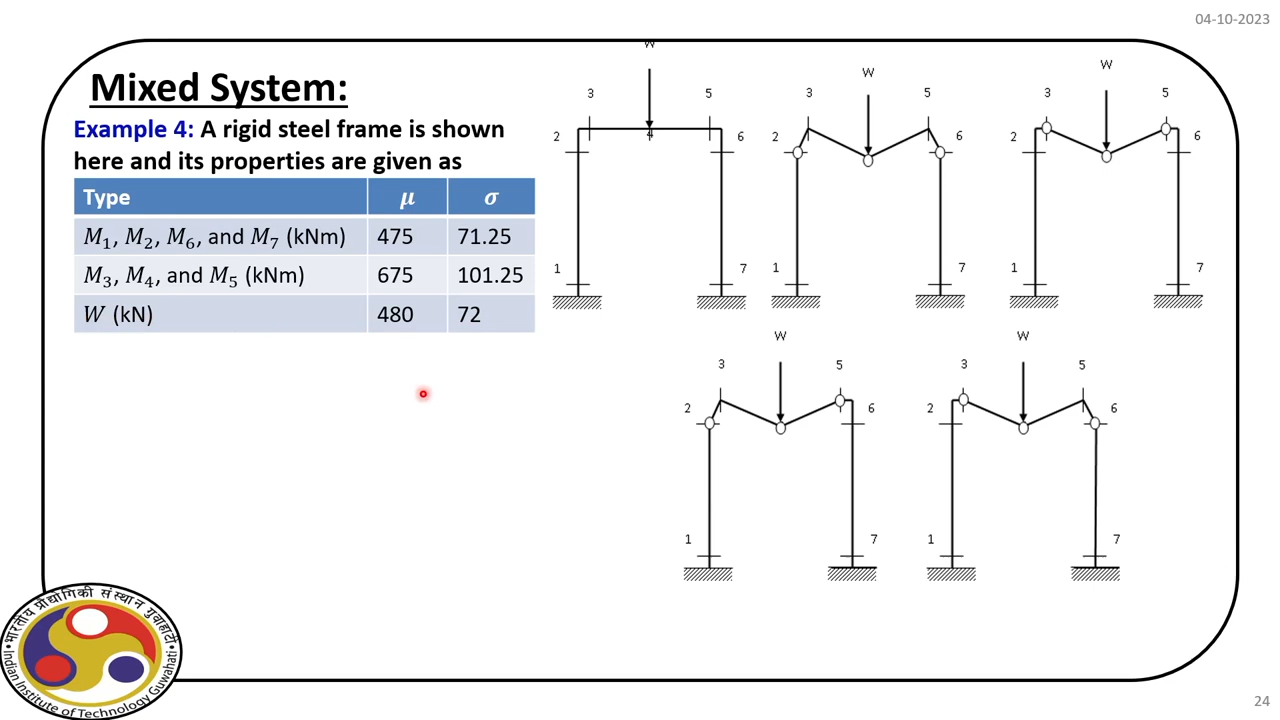 04-10-2023
Mixed System:
Example 4: A rigid steel frame is shown
here and its properties are given as
Type μ σ
M₁, M₂, M₆, and M₇ (kNm) 475 71.25
M₃, M₄, and M₅ (kNm) 675 101.25
W (kN) 480 72
W
3 5
2 4 6
1 7
W
3 5
2 6
1 7
W
3 5
2 6
1 7
W
3 5
2 6
1 7
W
3 5
2 6
1 7
भारतीय प्रौद्योगिकी संस्थान गुवाहाटी
Indian Institute of Technology Guwahati
24